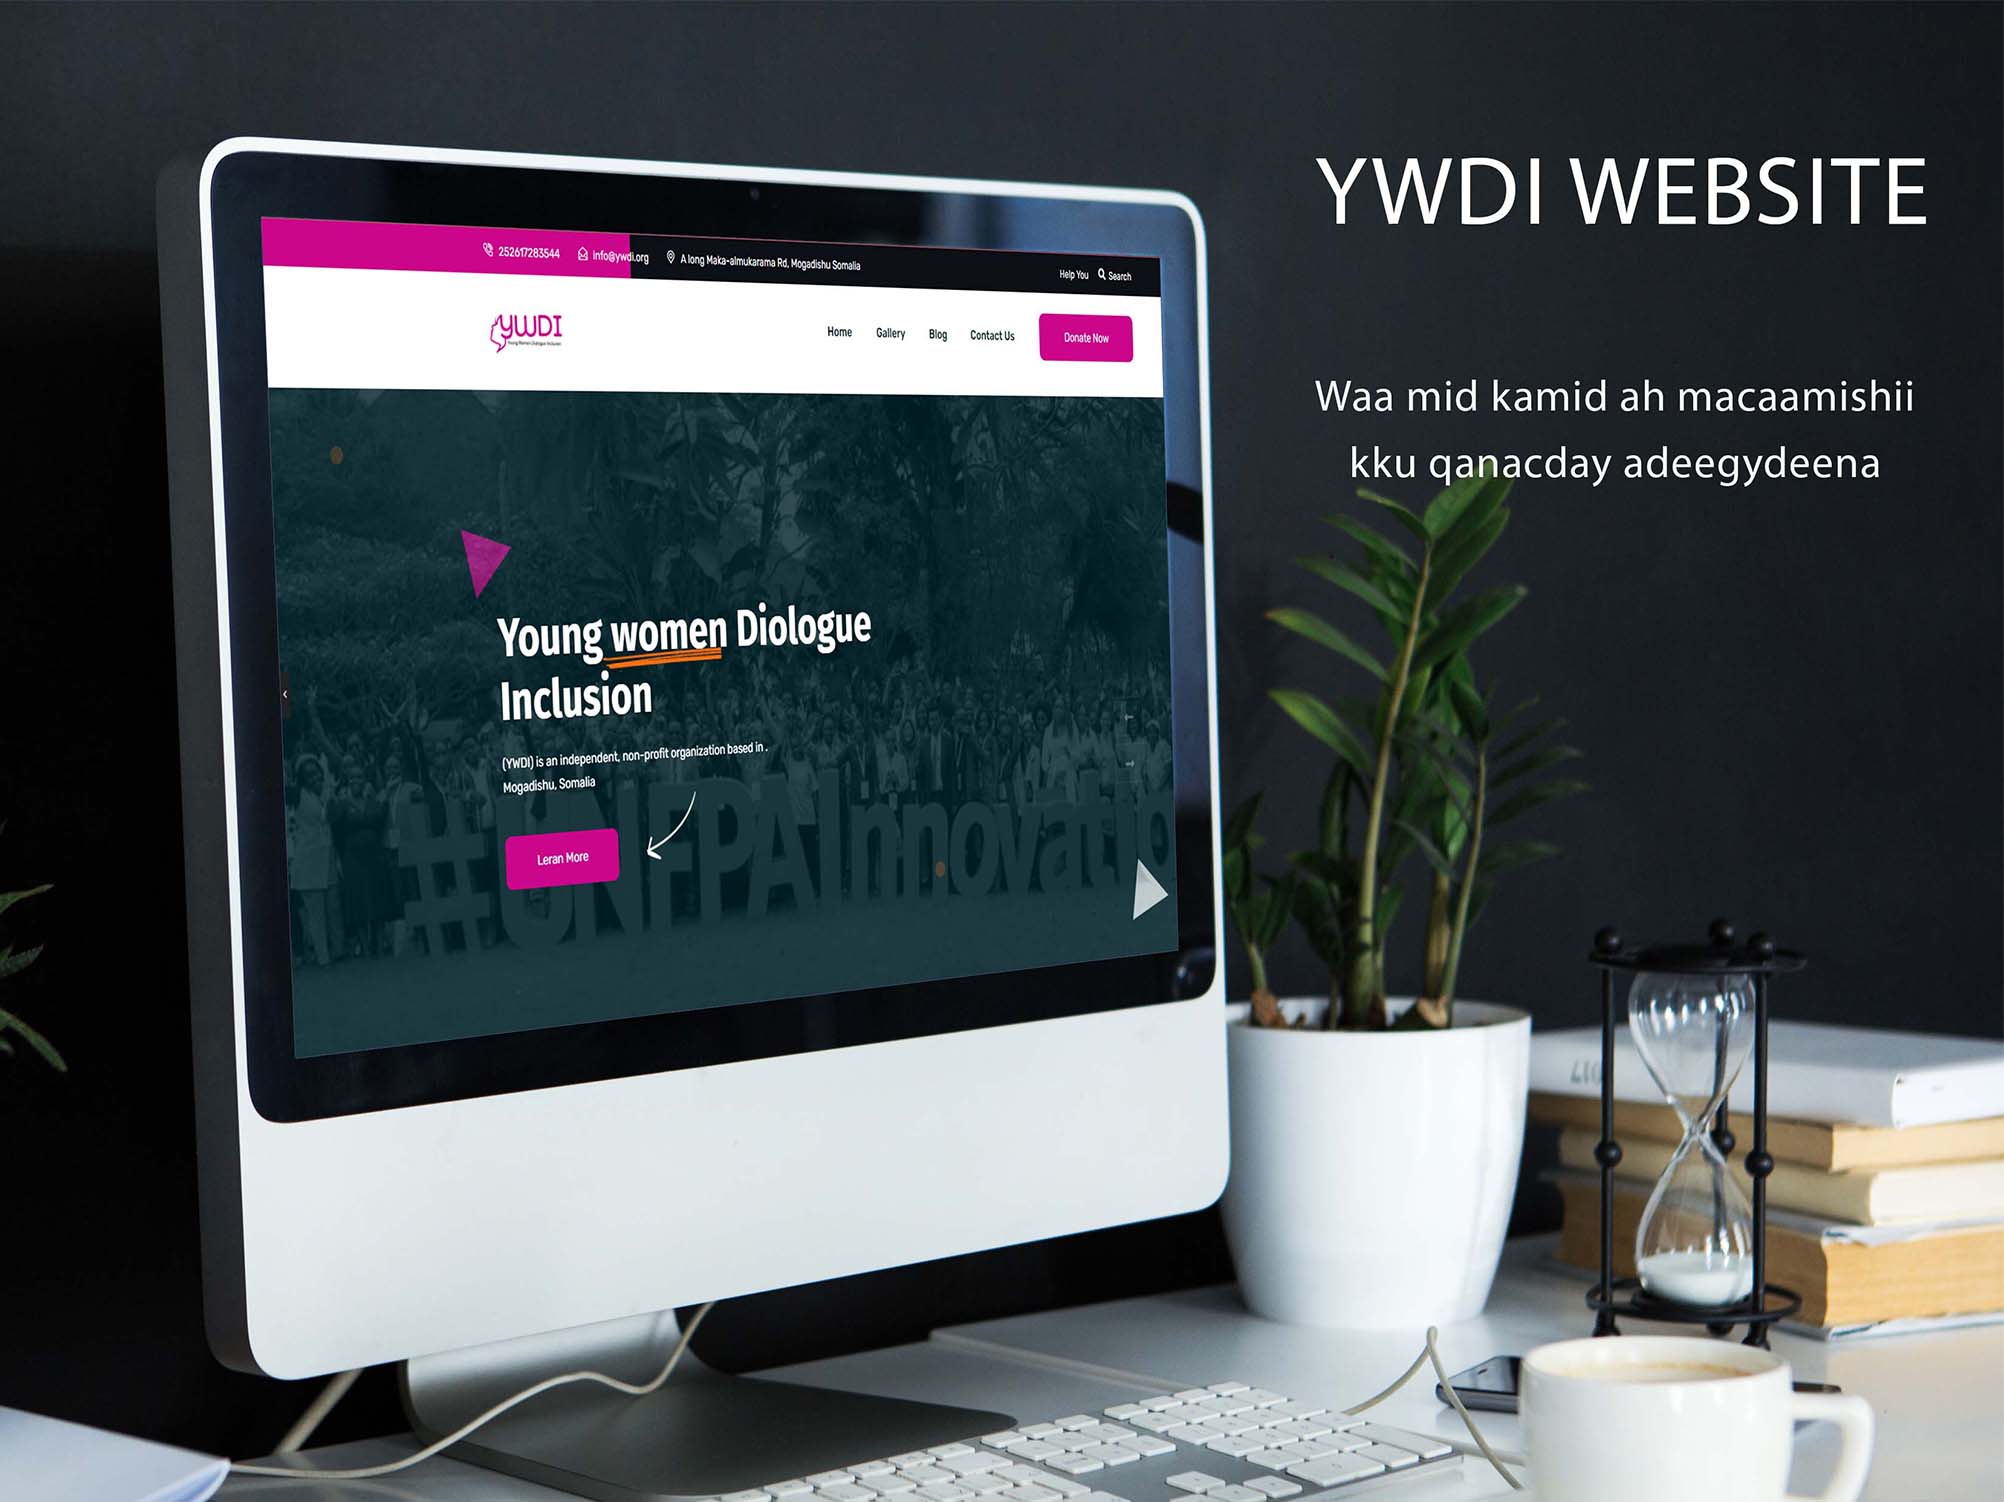 YWDI WEBSITE
Waa mid kamid ah macaamishii
kku qanacday adeegydeena
252617283544 info@ywdi.org A long Maka-almukarama Rd, Mogadishu Somalia Help You Search
YWDI
Young Women Dialogue Inclusion
Home Gallery Blog Contact Us Donate Now
Young women Diologue
Inclusion
(YWDI) is an independent, non-profit organization based in .
Mogadishu, Somalia
Leran More
#UNFPAInnovatio